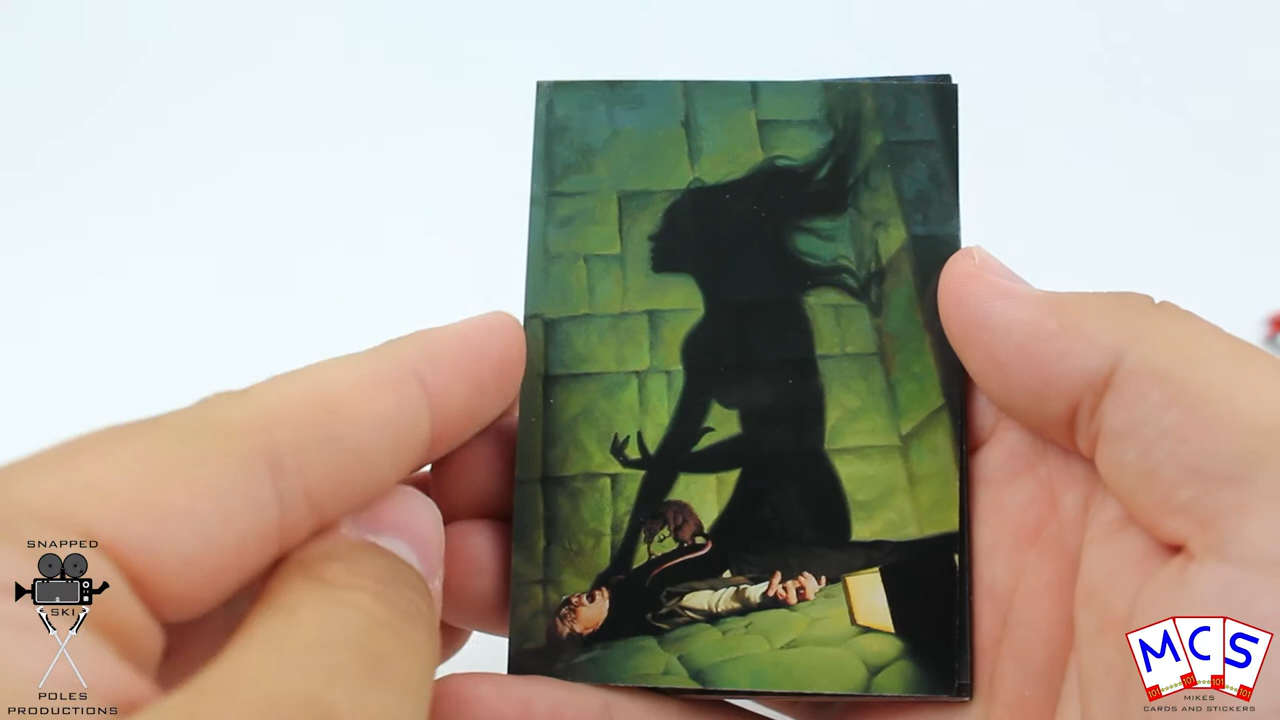 SNAPPED
SKI
POLES
PRODUCTIONS
MCS
101 101 101 101
MIKES
CARDS AND STICKERS